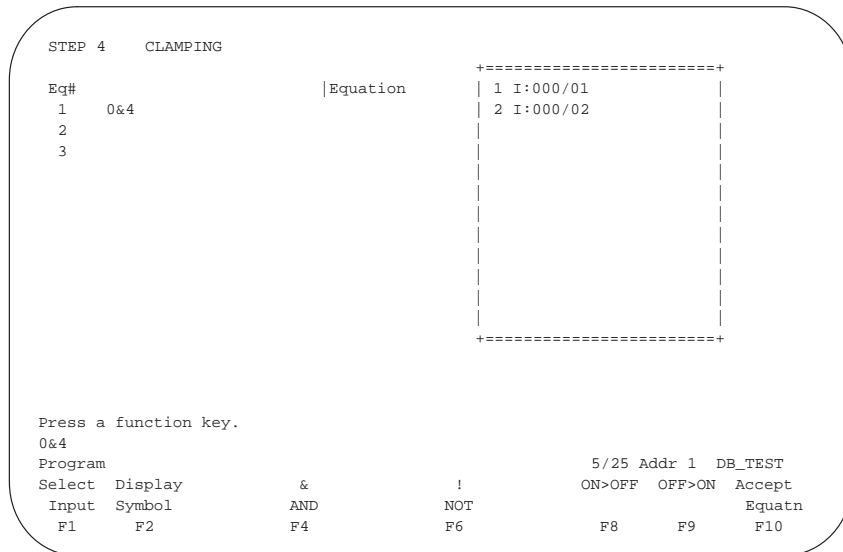 STEP 4    CLAMPING
+========================+
Eq#    |Equation    | 1 I:000/01    |
1    0&4    | 2 I:000/02    |
2    |    |
3    |    |
|    |
|    |
|    |
|    |
|    |
|    |
|    |
|    |
+========================+
Press a function key.
0&4
Program    5/25 Addr 1  DB_TEST
Select  Display    &    !    ON>OFF  OFF>ON  Accept
Input  Symbol    AND    NOT    Equatn
F1    F2    F4    F6    F8    F9    F10